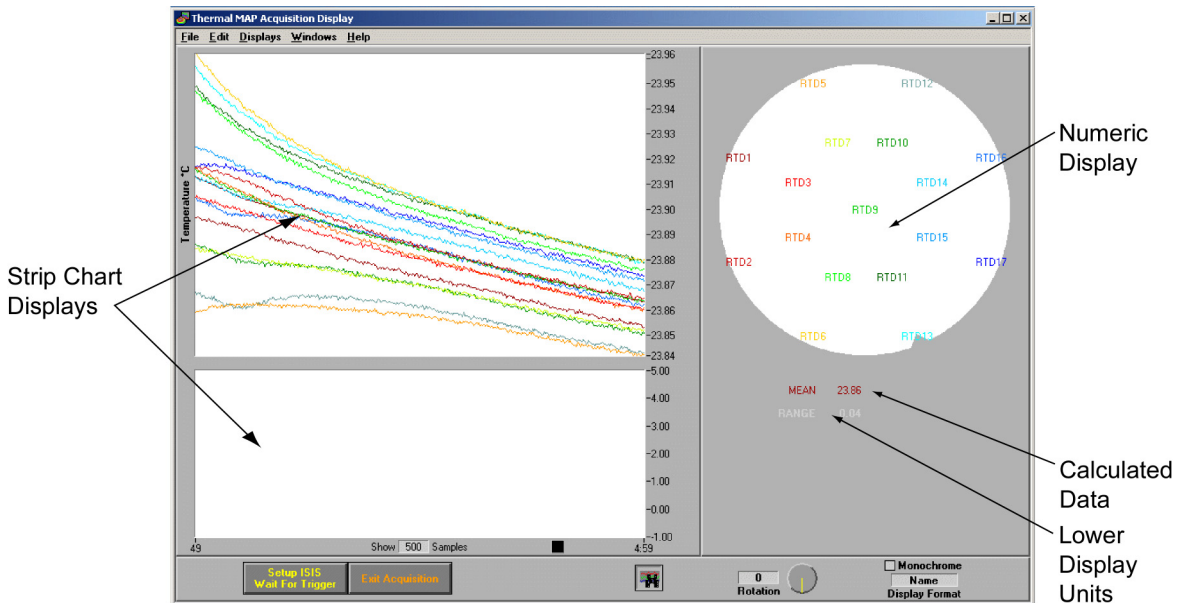 Thermal MAP Acquisition Display
File Edit Displays Windows Help
23.96
23.95
23.94
23.93
23.92
23.91
23.90
23.89
23.88
23.87
23.86
23.85
23.84
Temperature °C
5.00
4.00
3.00
2.00
1.00
-0.00
-1.00
49
Show 500 Samples
4:59
RTD5
RTD12
RTD7
RTD10
RTD1
RTD16
RTD3
RTD14
RTD9
RTD4
RTD15
RTD2
RTD17
RTD8
RTD11
RTD6
RTD13
MEAN 23.86
RANGE 0.04
Setup ISIS
Wait For Trigger
Exit Acquisition
0
Rotation
Monochrome
Name
Display Format
Strip Chart
Displays
Numeric
Display
Calculated
Data
Lower
Display
Units